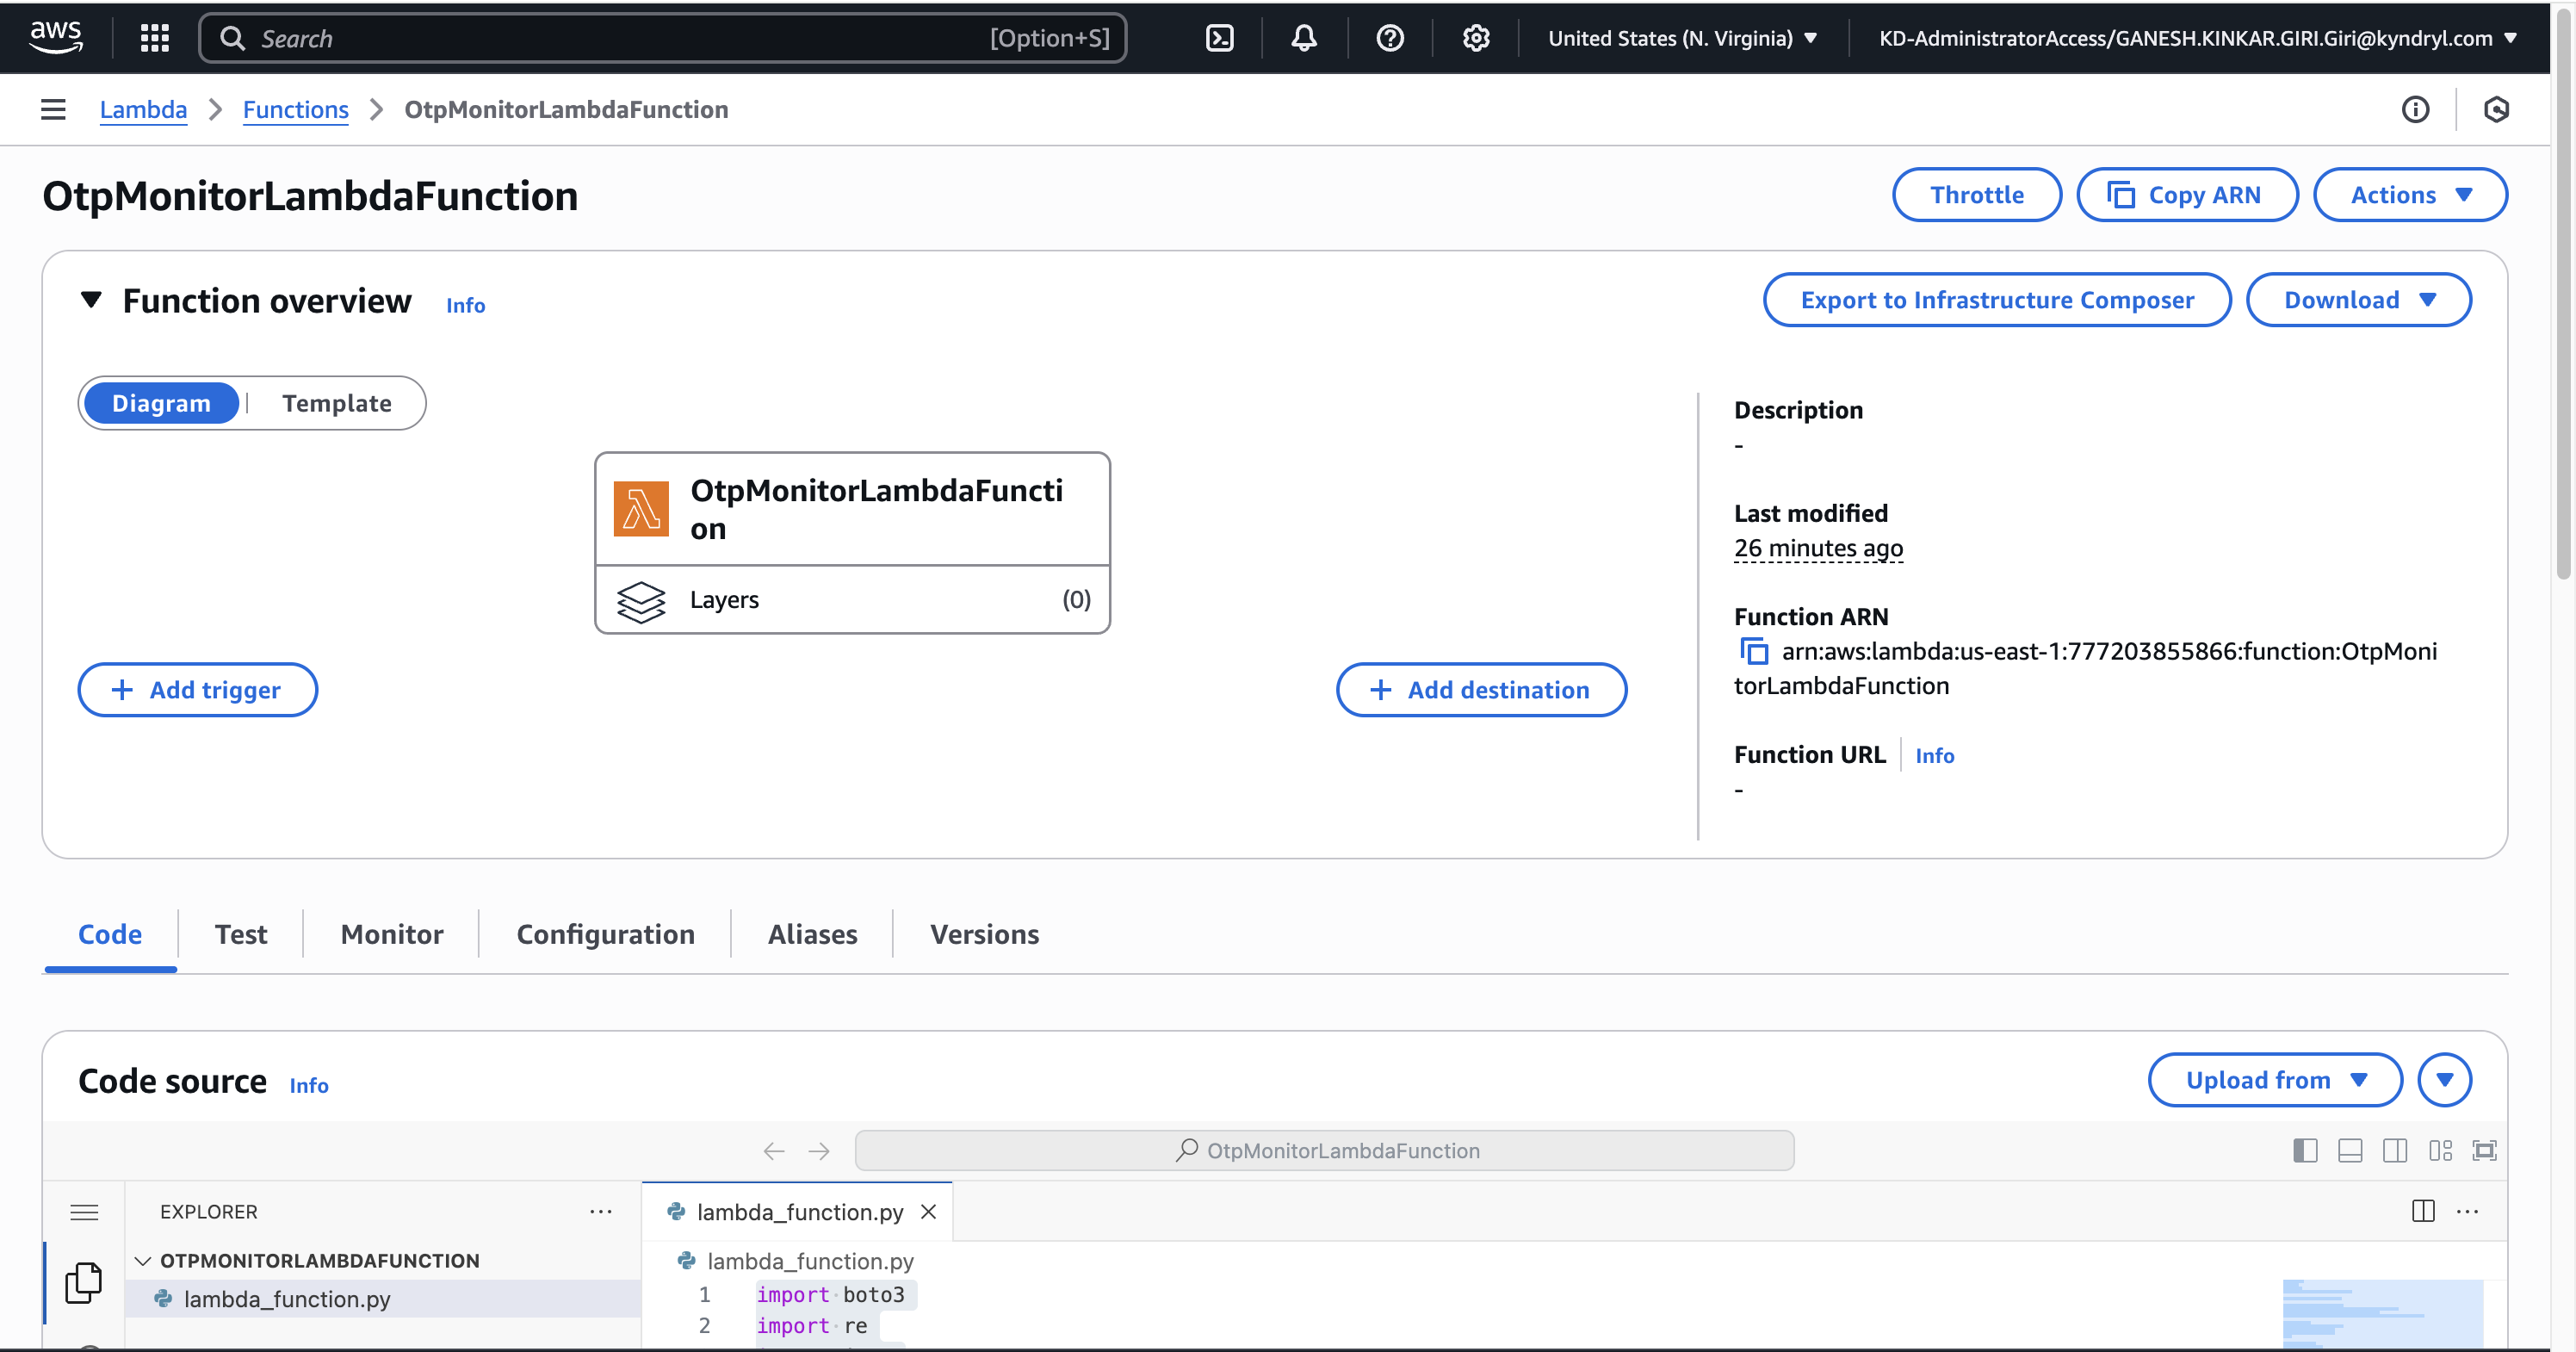 aws
Search [Option+S]
United States (N. Virginia)
KD-AdministratorAccess/GANESH.KINKAR.GIRI.Giri@kyndryl.com
Lambda > Functions > OtpMonitorLambdaFunction
OtpMonitorLambdaFunction
Throttle
Copy ARN
Actions
Function overview
Info
Export to Infrastructure Composer
Download
Diagram
Template
OtpMonitorLambdaFuncti
on
Layers (0)
+ Add trigger
+ Add destination
Description
-
Last modified
26 minutes ago
Function ARN
arn:aws:lambda:us-east-1:777203855866:function:OtpMoni
torLambdaFunction
Function URL
Info
-
Code
Test
Monitor
Configuration
Aliases
Versions
Code source
Info
Upload from
OtpMonitorLambdaFunction
EXPLORER
OTPMONITORLAMBDAFUNCTION
lambda_function.py
lambda_function.py
lambda_function.py
1 import boto3
2 import re